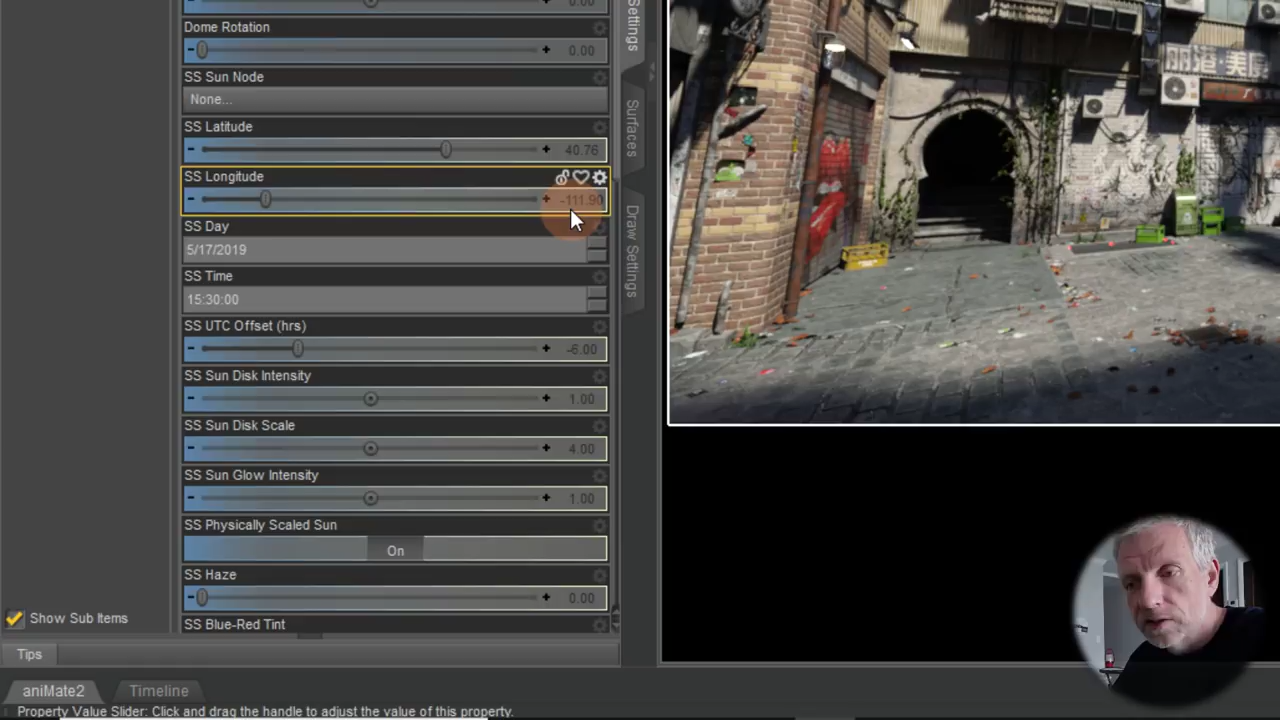 0.00
Dome Rotation
- + 0.00
SS Sun Node
None...
SS Latitude
- + 40.76
SS Longitude
- + -111.90
SS Day
5/17/2019
SS Time
15:30:00
SS UTC Offset (hrs)
- + -6.00
SS Sun Disk Intensity
- + 1.00
SS Sun Disk Scale
- + 4.00
SS Sun Glow Intensity
- + 1.00
SS Physically Scaled Sun
On
SS Haze
- + 0.00
SS Blue-Red Tint
Show Sub Items
Tips
aniMate2
Timeline
Property Value Slider: Click and drag the handle to adjust the value of this property.
Settings
Surfaces
Draw Settings